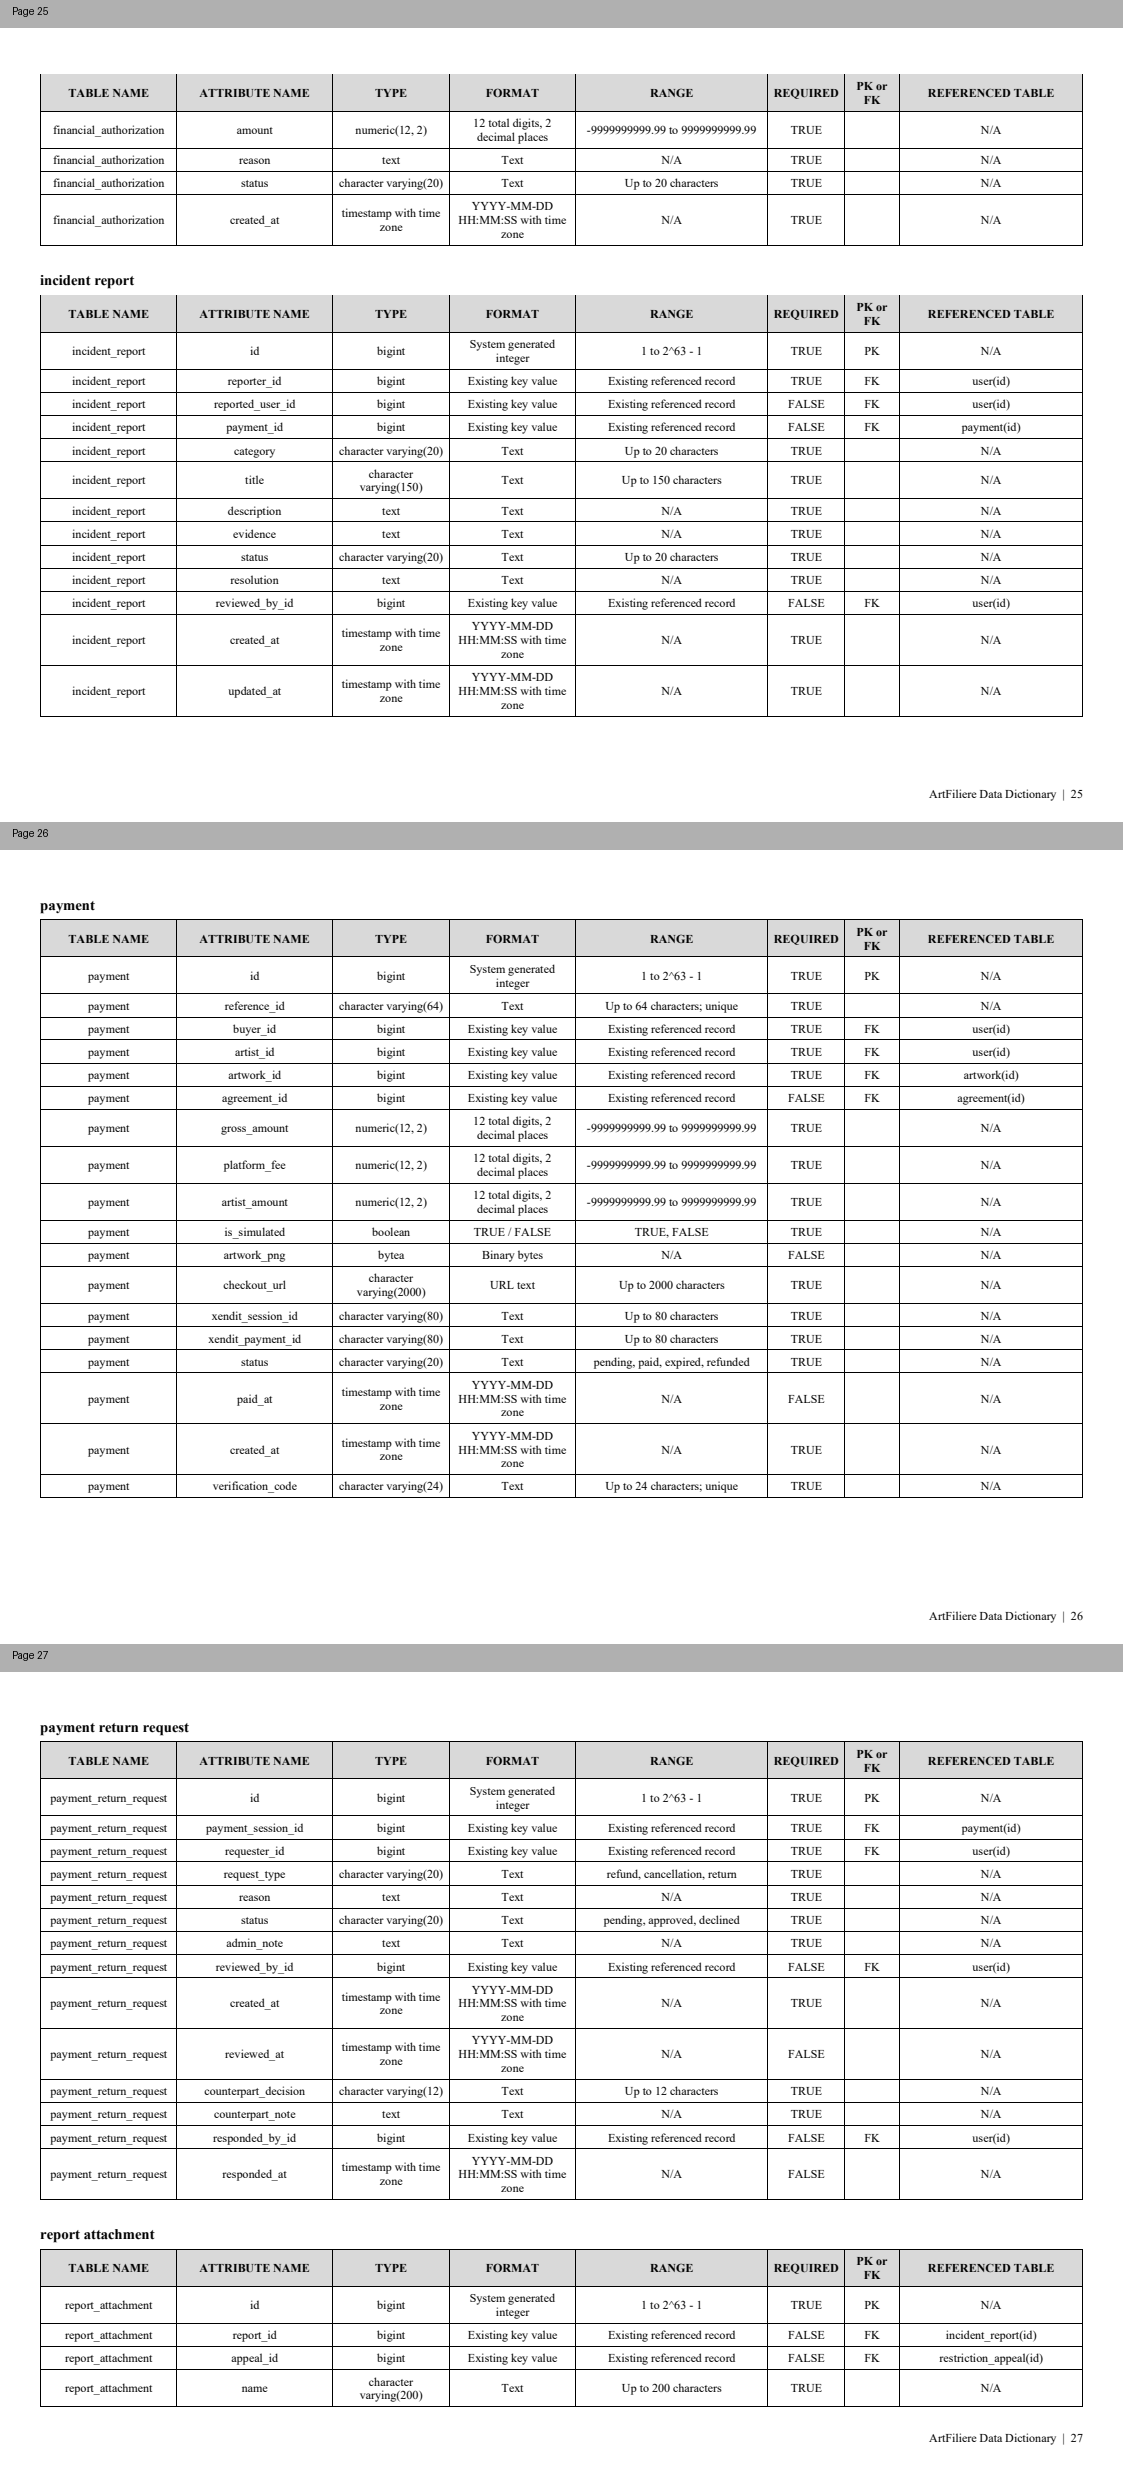 Page 25
TABLE NAME ATTRIBUTE NAME TYPE FORMAT RANGE REQUIRED PK or FK REFERENCED TABLE
financial_authorization amount numeric(12, 2) 12 total digits, 2 decimal places -9999999999.99 to 9999999999.99 TRUE N/A
financial_authorization reason text Text N/A TRUE N/A
financial_authorization status character varying(20) Text Up to 20 characters TRUE N/A
financial_authorization created_at timestamp with time zone YYYY-MM-DD HH:MM:SS with time zone N/A TRUE N/A
incident report
TABLE NAME ATTRIBUTE NAME TYPE FORMAT RANGE REQUIRED PK or FK REFERENCED TABLE
incident_report id bigint System generated integer 1 to 2^63 - 1 TRUE PK N/A
incident_report reporter_id bigint Existing key value Existing referenced record TRUE FK user(id)
incident_report reported_user_id bigint Existing key value Existing referenced record FALSE FK user(id)
incident_report payment_id bigint Existing key value Existing referenced record FALSE FK payment(id)
incident_report category character varying(20) Text Up to 20 characters TRUE N/A
incident_report title character varying(150) Text Up to 150 characters TRUE N/A
incident_report description text Text N/A TRUE N/A
incident_report evidence text Text N/A TRUE N/A
incident_report status character varying(20) Text Up to 20 characters TRUE N/A
incident_report resolution text Text N/A TRUE N/A
incident_report reviewed_by_id bigint Existing key value Existing referenced record FALSE FK user(id)
incident_report created_at timestamp with time zone YYYY-MM-DD HH:MM:SS with time zone N/A TRUE N/A
incident_report updated_at timestamp with time zone YYYY-MM-DD HH:MM:SS with time zone N/A TRUE N/A
ArtFiliere Data Dictionary | 25
Page 26
payment
TABLE NAME ATTRIBUTE NAME TYPE FORMAT RANGE REQUIRED PK or FK REFERENCED TABLE
payment id bigint System generated integer 1 to 2^63 - 1 TRUE PK N/A
payment reference_id character varying(64) Text Up to 64 characters; unique TRUE N/A
payment buyer_id bigint Existing key value Existing referenced record TRUE FK user(id)
payment artist_id bigint Existing key value Existing referenced record TRUE FK user(id)
payment artwork_id bigint Existing key value Existing referenced record TRUE FK artwork(id)
payment agreement_id bigint Existing key value Existing referenced record FALSE FK agreement(id)
payment gross_amount numeric(12, 2) 12 total digits, 2 decimal places -9999999999.99 to 9999999999.99 TRUE N/A
payment platform_fee numeric(12, 2) 12 total digits, 2 decimal places -9999999999.99 to 9999999999.99 TRUE N/A
payment artist_amount numeric(12, 2) 12 total digits, 2 decimal places -9999999999.99 to 9999999999.99 TRUE N/A
payment is_simulated boolean TRUE / FALSE TRUE, FALSE TRUE N/A
payment artwork_png bytea Binary bytes N/A FALSE N/A
payment checkout_url character varying(2000) URL text Up to 2000 characters TRUE N/A
payment xendit_session_id character varying(80) Text Up to 80 characters TRUE N/A
payment xendit_payment_id character varying(80) Text Up to 80 characters TRUE N/A
payment status character varying(20) Text pending, paid, expired, refunded TRUE N/A
payment paid_at timestamp with time zone YYYY-MM-DD HH:MM:SS with time zone N/A FALSE N/A
payment created_at timestamp with time zone YYYY-MM-DD HH:MM:SS with time zone N/A TRUE N/A
payment verification_code character varying(24) Text Up to 24 characters; unique TRUE N/A
ArtFiliere Data Dictionary | 26
Page 27
payment return request
TABLE NAME ATTRIBUTE NAME TYPE FORMAT RANGE REQUIRED PK or FK REFERENCED TABLE
payment_return_request id bigint System generated integer 1 to 2^63 - 1 TRUE PK N/A
payment_return_request payment_session_id bigint Existing key value Existing referenced record TRUE FK payment(id)
payment_return_request requester_id bigint Existing key value Existing referenced record TRUE FK user(id)
payment_return_request request_type character varying(20) Text refund, cancellation, return TRUE N/A
payment_return_request reason text Text N/A TRUE N/A
payment_return_request status character varying(20) Text pending, approved, declined TRUE N/A
payment_return_request admin_note text Text N/A TRUE N/A
payment_return_request reviewed_by_id bigint Existing key value Existing referenced record FALSE FK user(id)
payment_return_request created_at timestamp with time zone YYYY-MM-DD HH:MM:SS with time zone N/A TRUE N/A
payment_return_request reviewed_at timestamp with time zone YYYY-MM-DD HH:MM:SS with time zone N/A FALSE N/A
payment_return_request counterpart_decision character varying(12) Text Up to 12 characters TRUE N/A
payment_return_request counterpart_note text Text N/A TRUE N/A
payment_return_request responded_by_id bigint Existing key value Existing referenced record FALSE FK user(id)
payment_return_request responded_at timestamp with time zone YYYY-MM-DD HH:MM:SS with time zone N/A FALSE N/A
report attachment
TABLE NAME ATTRIBUTE NAME TYPE FORMAT RANGE REQUIRED PK or FK REFERENCED TABLE
report_attachment id bigint System generated integer 1 to 2^63 - 1 TRUE PK N/A
report_attachment report_id bigint Existing key value Existing referenced record FALSE FK incident_report(id)
report_attachment appeal_id bigint Existing key value Existing referenced record FALSE FK restriction_appeal(id)
report_attachment name character varying(200) Text Up to 200 characters TRUE N/A
ArtFiliere Data Dictionary | 27